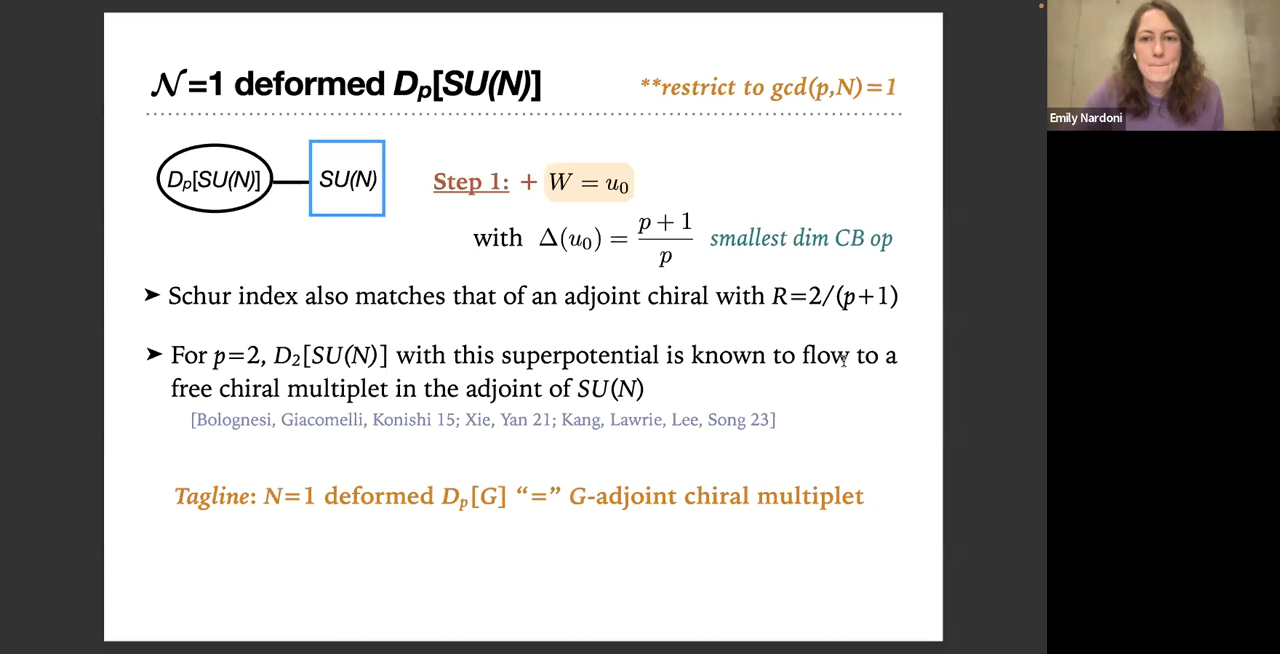 𝒩=1 deformed Dₚ[SU(N)]
**restrict to gcd(p,N)=1
Dₚ[SU(N)]
SU(N)
Step 1: + W = u₀
with Δ(u₀) = (p + 1)/p smallest dim CB op
➤ Schur index also matches that of an adjoint chiral with R=2/(p+1)
➤ For p=2, D₂[SU(N)] with this superpotential is known to flow to a
free chiral multiplet in the adjoint of SU(N)
[Bolognesi, Giacomelli, Konishi 15; Xie, Yan 21; Kang, Lawrie, Lee, Song 23]
Tagline: N=1 deformed Dₚ[G] “=” G-adjoint chiral multiplet
Emily Nardoni